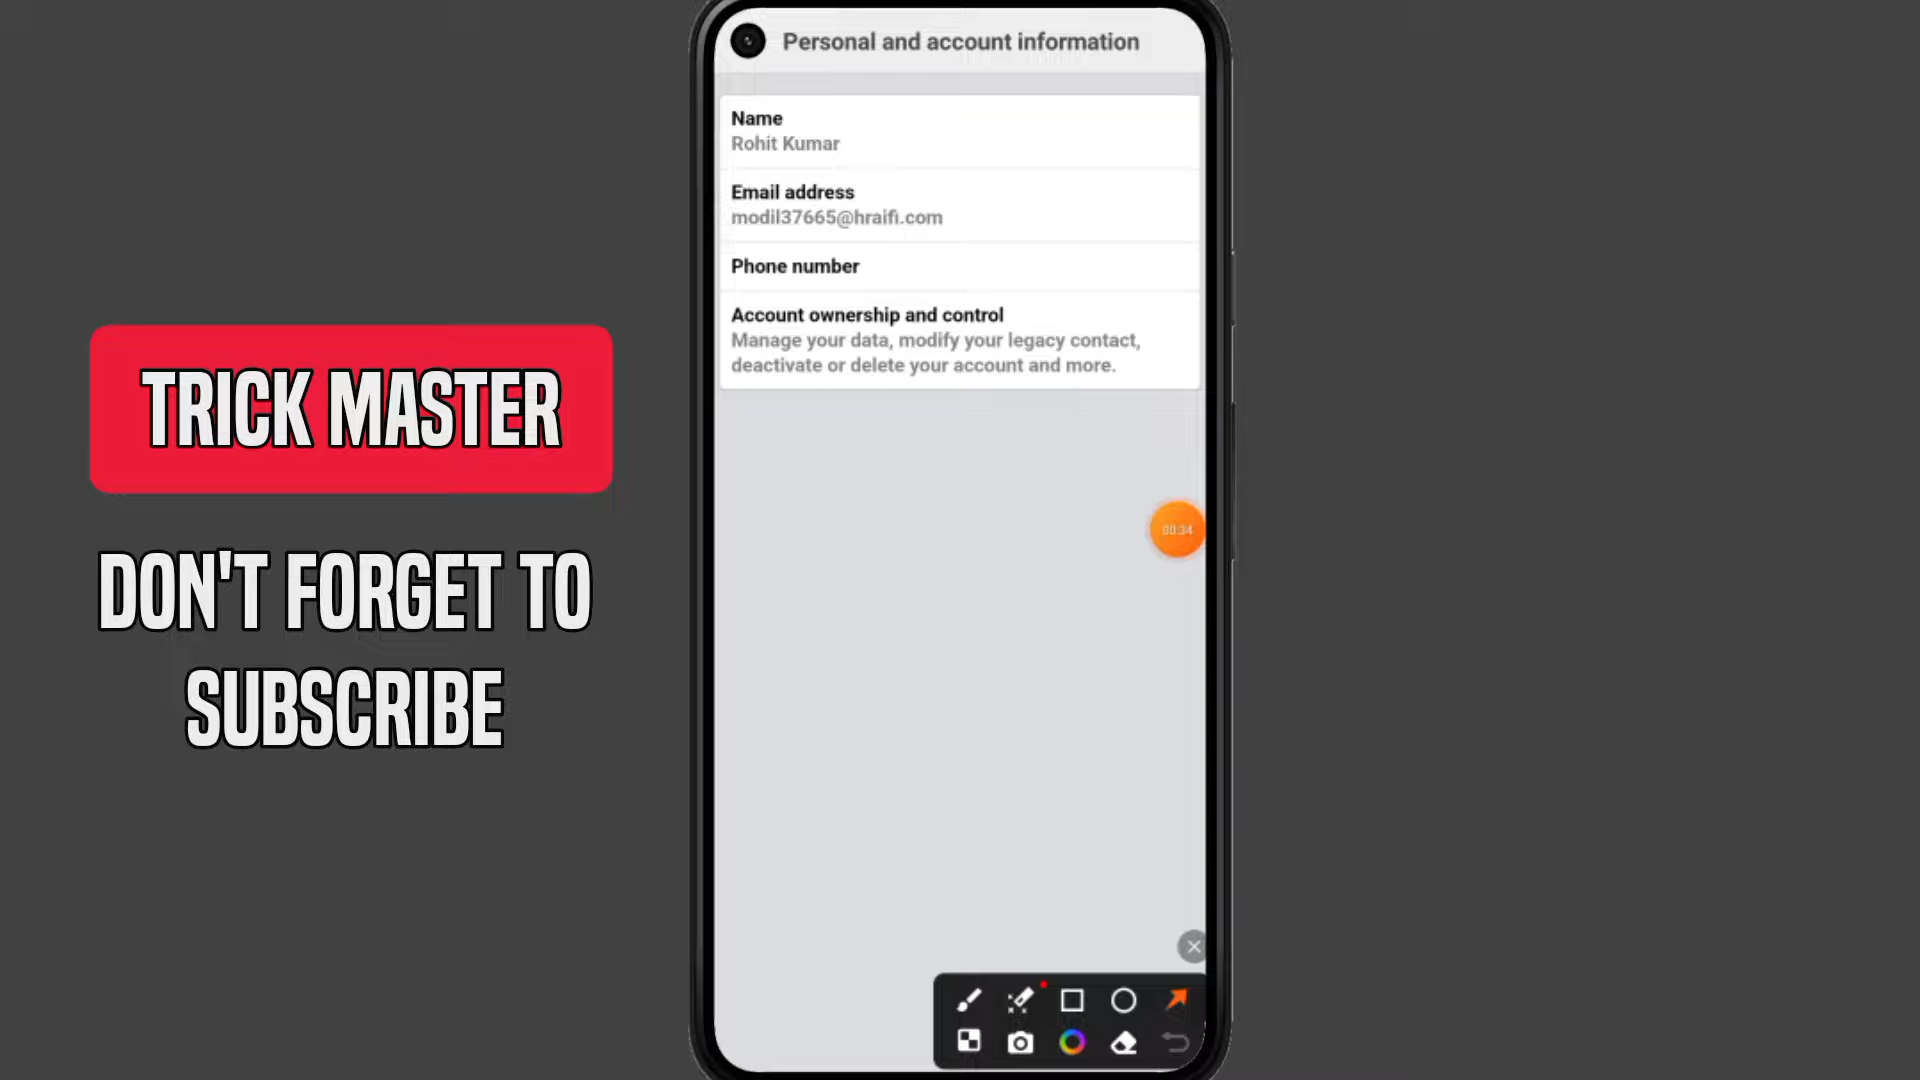 TRICK MASTER
DON'T FORGET TO
SUBSCRIBE
Personal and account information
Name
Rohit Kumar
Email address
modil37665@hraifi.com
Phone number
Account ownership and control
Manage your data, modify your legacy contact,
deactivate or delete your account and more.
00:34